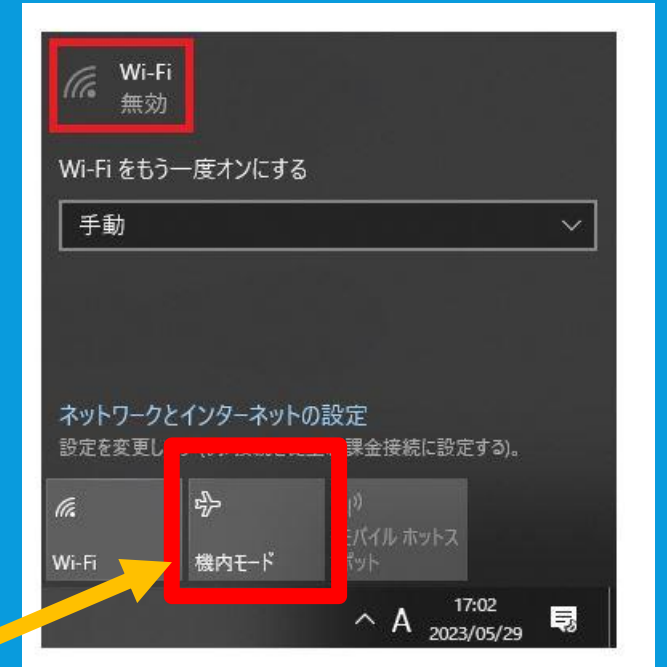 Wi-Fi
無効
Wi-Fi をもう一度オンにする
手動
ネットワークとインターネットの設定
設定を変更し 課金接続に設定する)。
Wi-Fi
機内モード
バイル ホットス
ット
17:02
A
2023/05/29